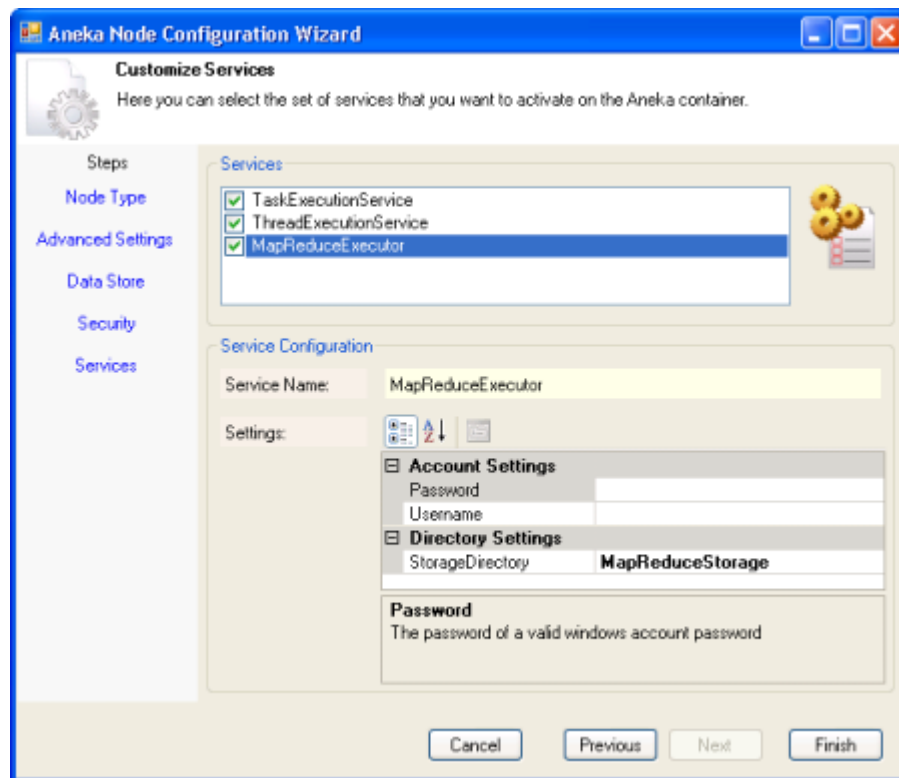 Aneka Node Configuration Wizard
Customize Services
Here you can select the set of services that you want to activate on the Aneka container.
Steps
Node Type
Advanced Settings
Data Store
Security
Services
Services
TaskExecutionService
ThreadExecutionService
MapReduceExecutor
Service Configuration
Service Name: MapReduceExecutor
Settings:
Account Settings
Password
Username
Directory Settings
StorageDirectory MapReduceStorage
Password
The password of a valid windows account password
Cancel Previous Next Finish